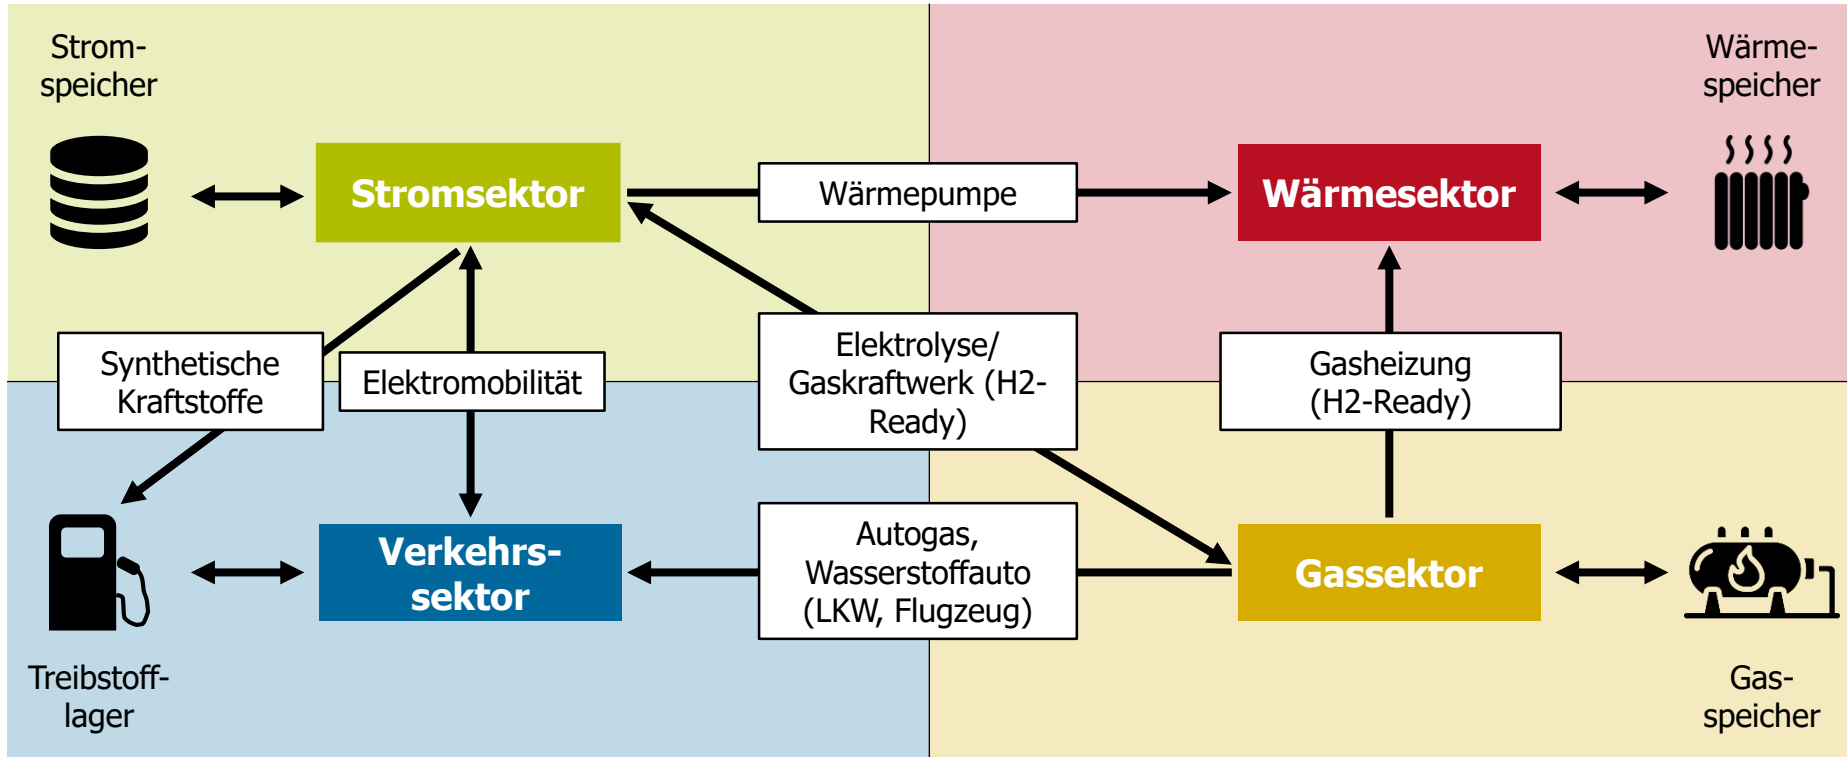 Strom-
speicher
Wärme-
speicher
Stromsektor
Wärmepumpe
Wärmesektor
Synthetische
Kraftstoffe
Elektromobilität
Elektrolyse/
Gaskraftwerk (H2-
Ready)
Gasheizung
(H2-Ready)
Verkehrs-
sektor
Autogas,
Wasserstoffauto
(LKW, Flugzeug)
Gassektor
Treibstoff-
lager
Gas-
speicher